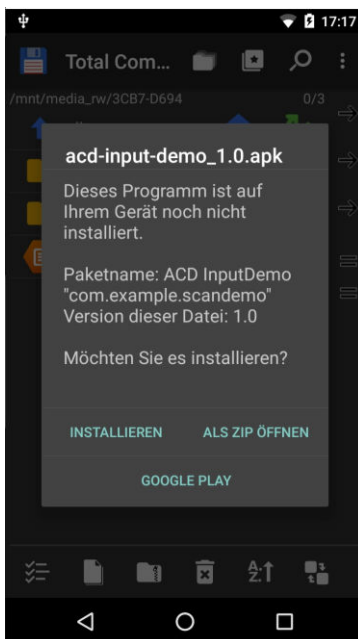 17:17
Total Com...
/mnt/media_rw/3CB7-D694 0/3
acd-input-demo_1.0.apk
Dieses Programm ist auf
Ihrem Gerät noch nicht
installiert.
Paketname: ACD InputDemo
"com.example.scandemo"
Version dieser Datei: 1.0
Möchten Sie es installieren?
INSTALLIEREN ALS ZIP ÖFFNEN
GOOGLE PLAY
A:
Z: